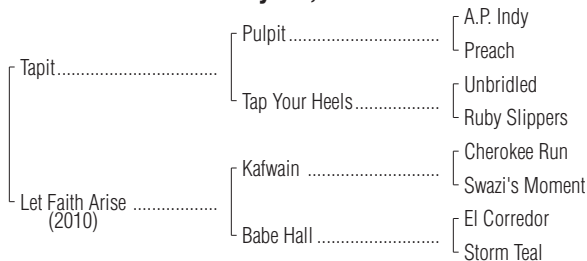 A.P. Indy
Pulpit
Preach
Tapit
Unbridled
Tap Your Heels
Ruby Slippers
Cherokee Run
Kafwain
Swazi's Moment
Let Faith Arise
(2010)
El Corredor
Babe Hall
Storm Teal